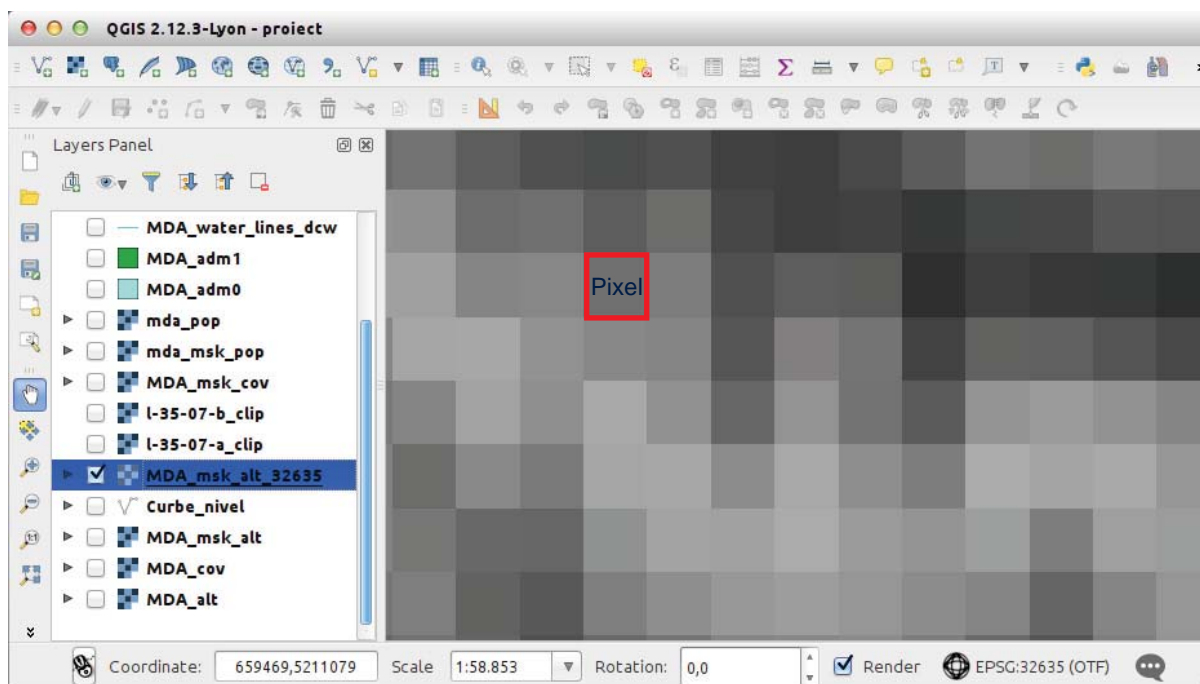 QGIS 2.12.3-Lyon - project
Layers Panel
MDA_water_lines_dcw
MDA_adm1
MDA_adm0
mda_pop
mda_msk_pop
MDA_msk_cov
l-35-07-b_clip
l-35-07-a_clip
MDA_msk_alt_32635
Curbe_nivel
MDA_msk_alt
MDA_cov
MDA_alt
Pixel
Coordinate: 659469,5211079 Scale 1:58.853 Rotation: 0,0 Render EPSG:32635 (OTF)